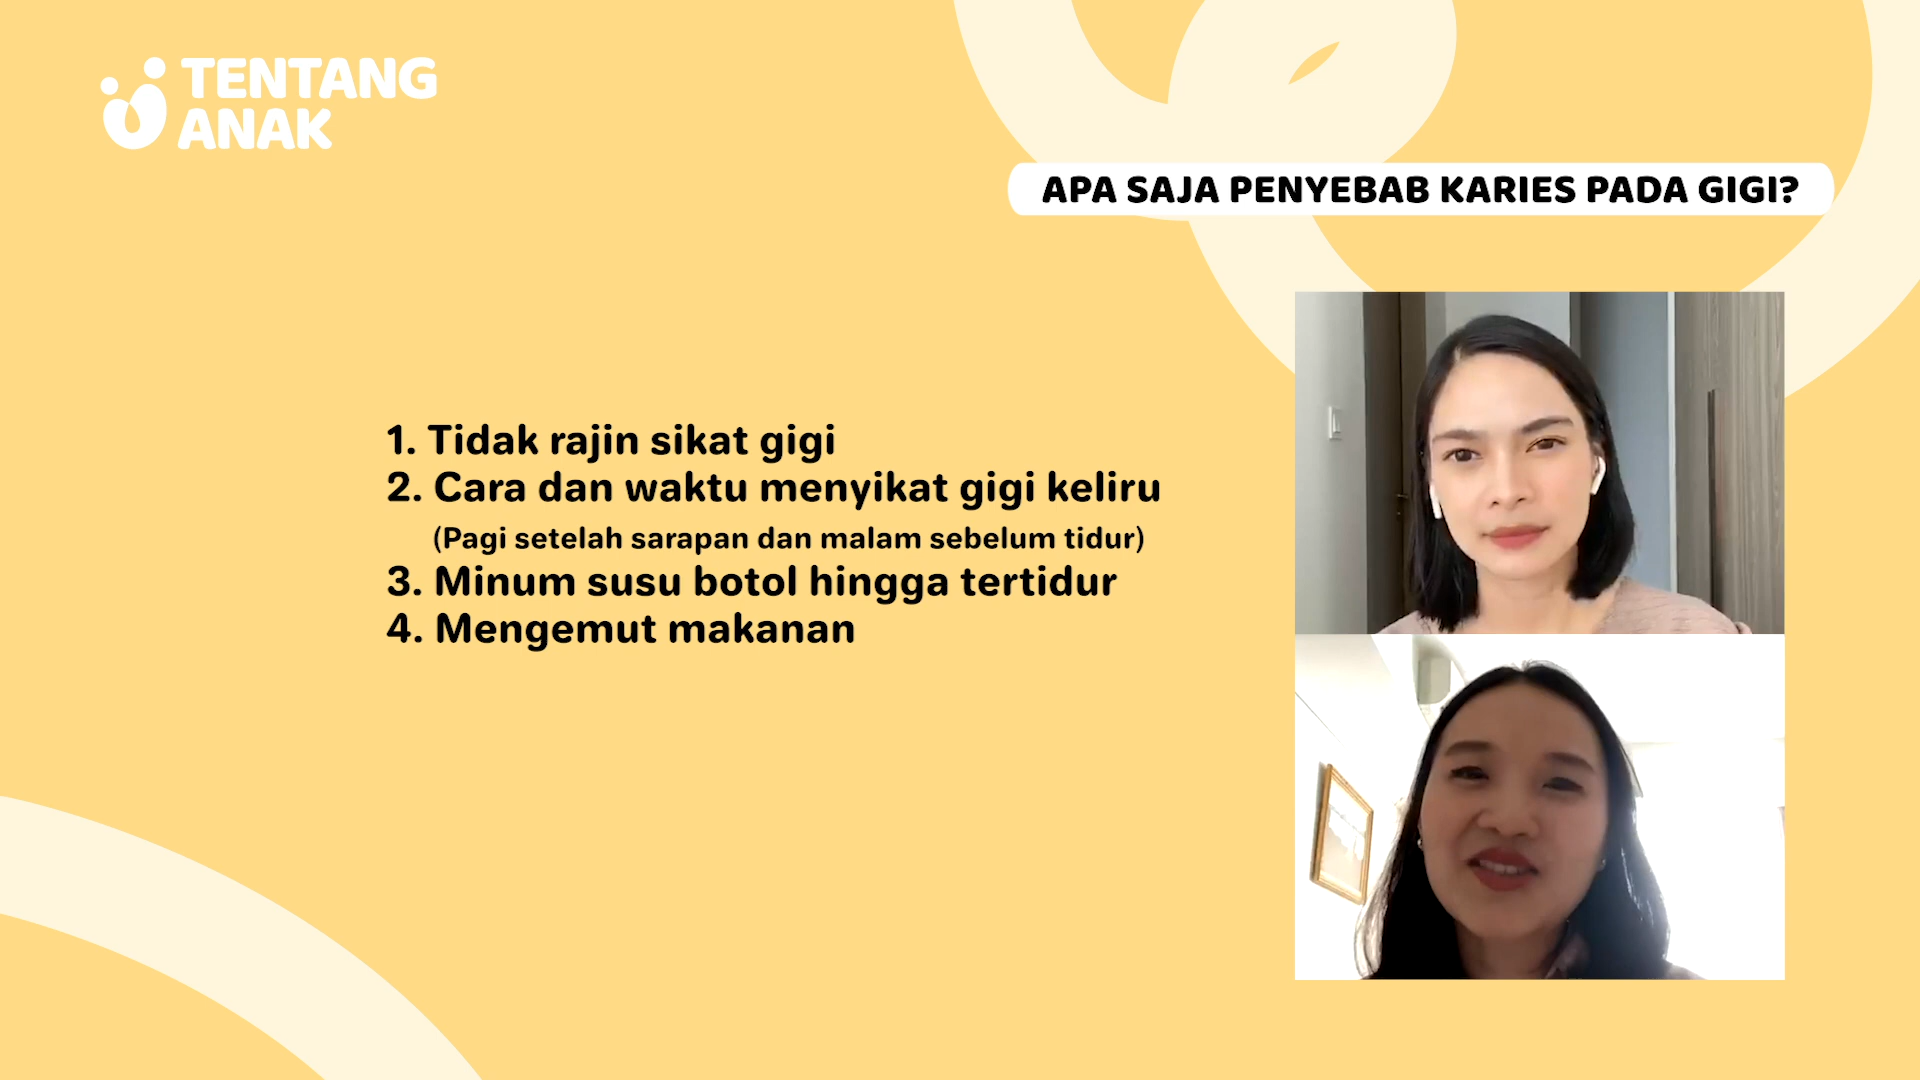 TENTANG
ANAK
APA SAJA PENYEBAB KARIES PADA GIGI?
1. Tidak rajin sikat gigi
2. Cara dan waktu menyikat gigi keliru
(Pagi setelah sarapan dan malam sebelum tidur)
3. Minum susu botol hingga tertidur
4. Mengemut makanan